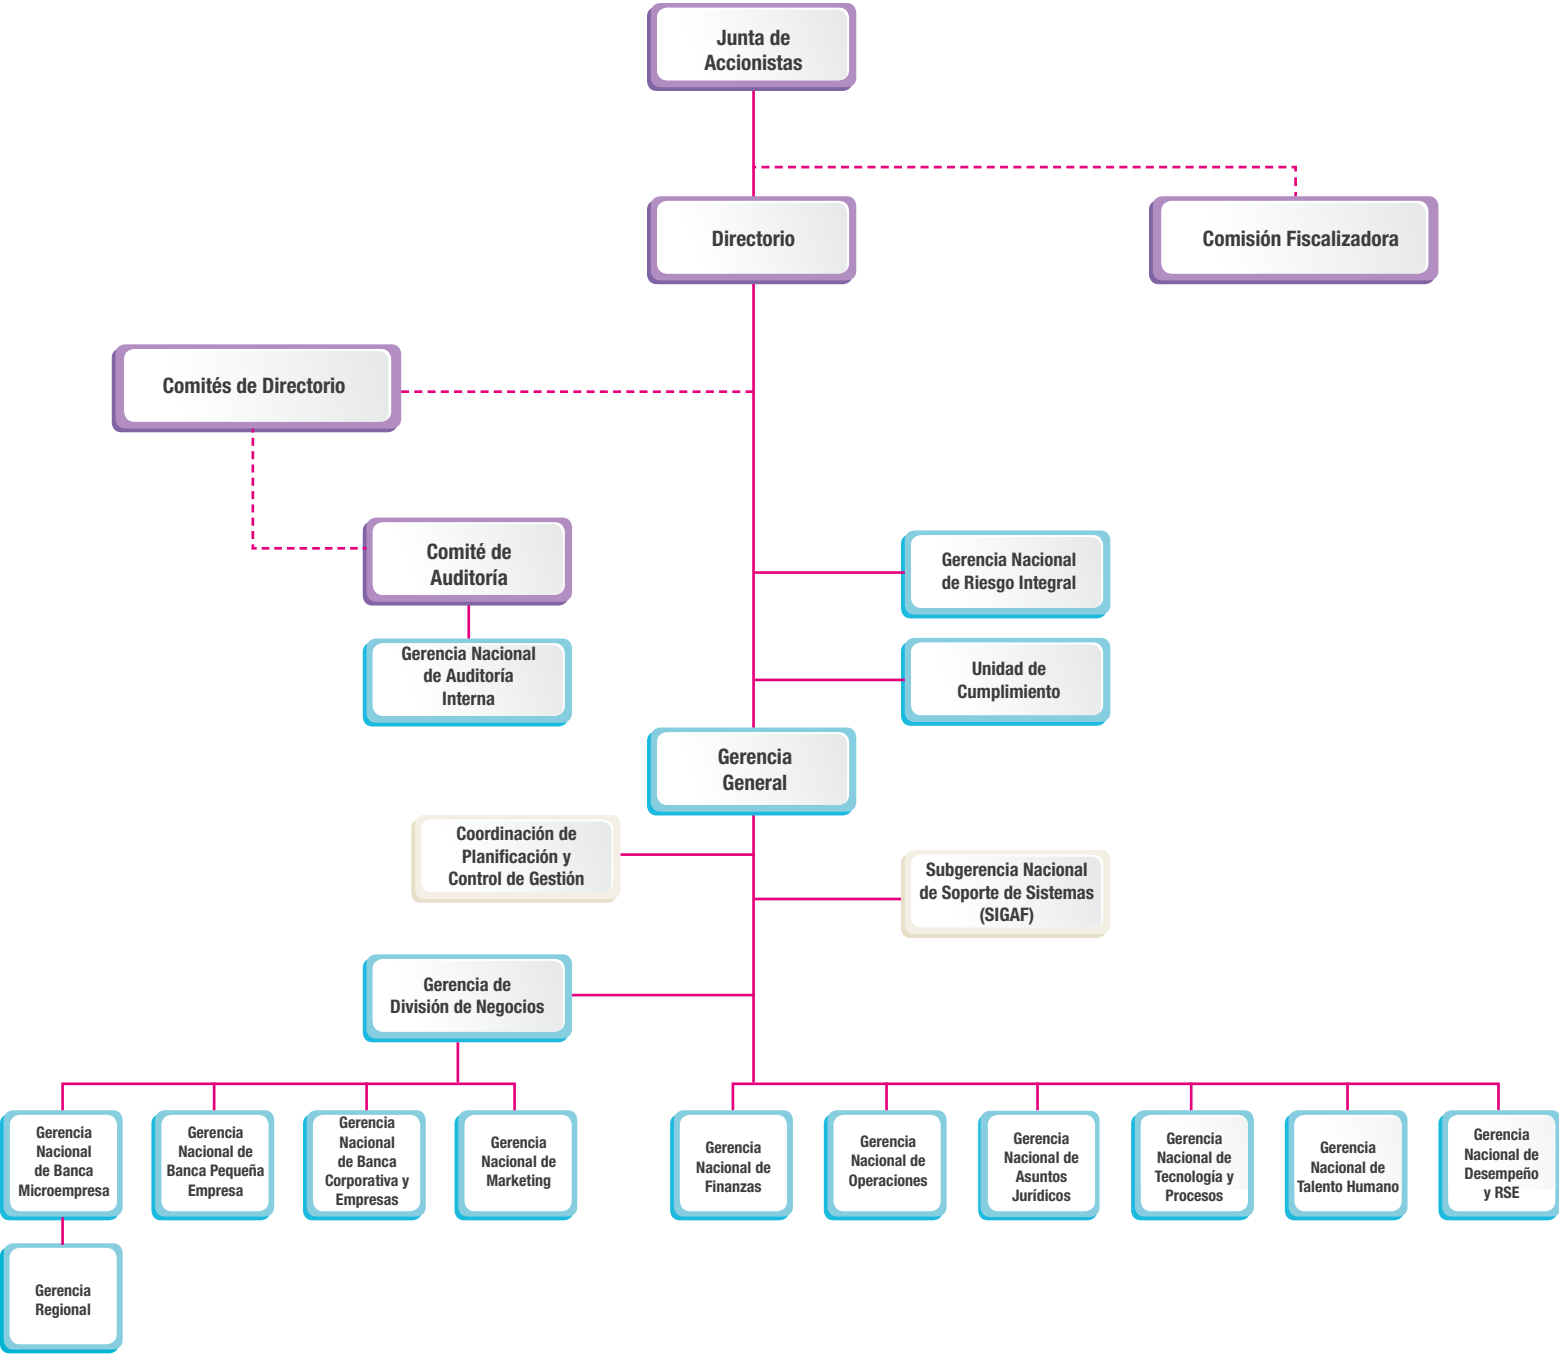 Junta de
Accionistas
Directorio
Comisión Fiscalizadora
Comités de Directorio
Comité de
Auditoría
Gerencia Nacional
de Riesgo Integral
Gerencia Nacional
de Auditoría
Interna
Unidad de
Cumplimiento
Gerencia
General
Coordinación de
Planificación y
Control de Gestión
Subgerencia Nacional
de Soporte de Sistemas
(SIGAF)
Gerencia de
División de Negocios
Gerencia
Nacional
de Banca
Microempresa
Gerencia
Nacional de
Banca Pequeña
Empresa
Gerencia
Nacional
de Banca
Corporativa y
Empresas
Gerencia
Nacional de
Marketing
Gerencia
Nacional de
Finanzas
Gerencia
Nacional de
Operaciones
Gerencia
Nacional de
Asuntos
Jurídicos
Gerencia
Nacional de
Tecnología y
Procesos
Gerencia
Nacional de
Talento Humano
Gerencia
Nacional de
Desempeño
y RSE
Gerencia
Regional